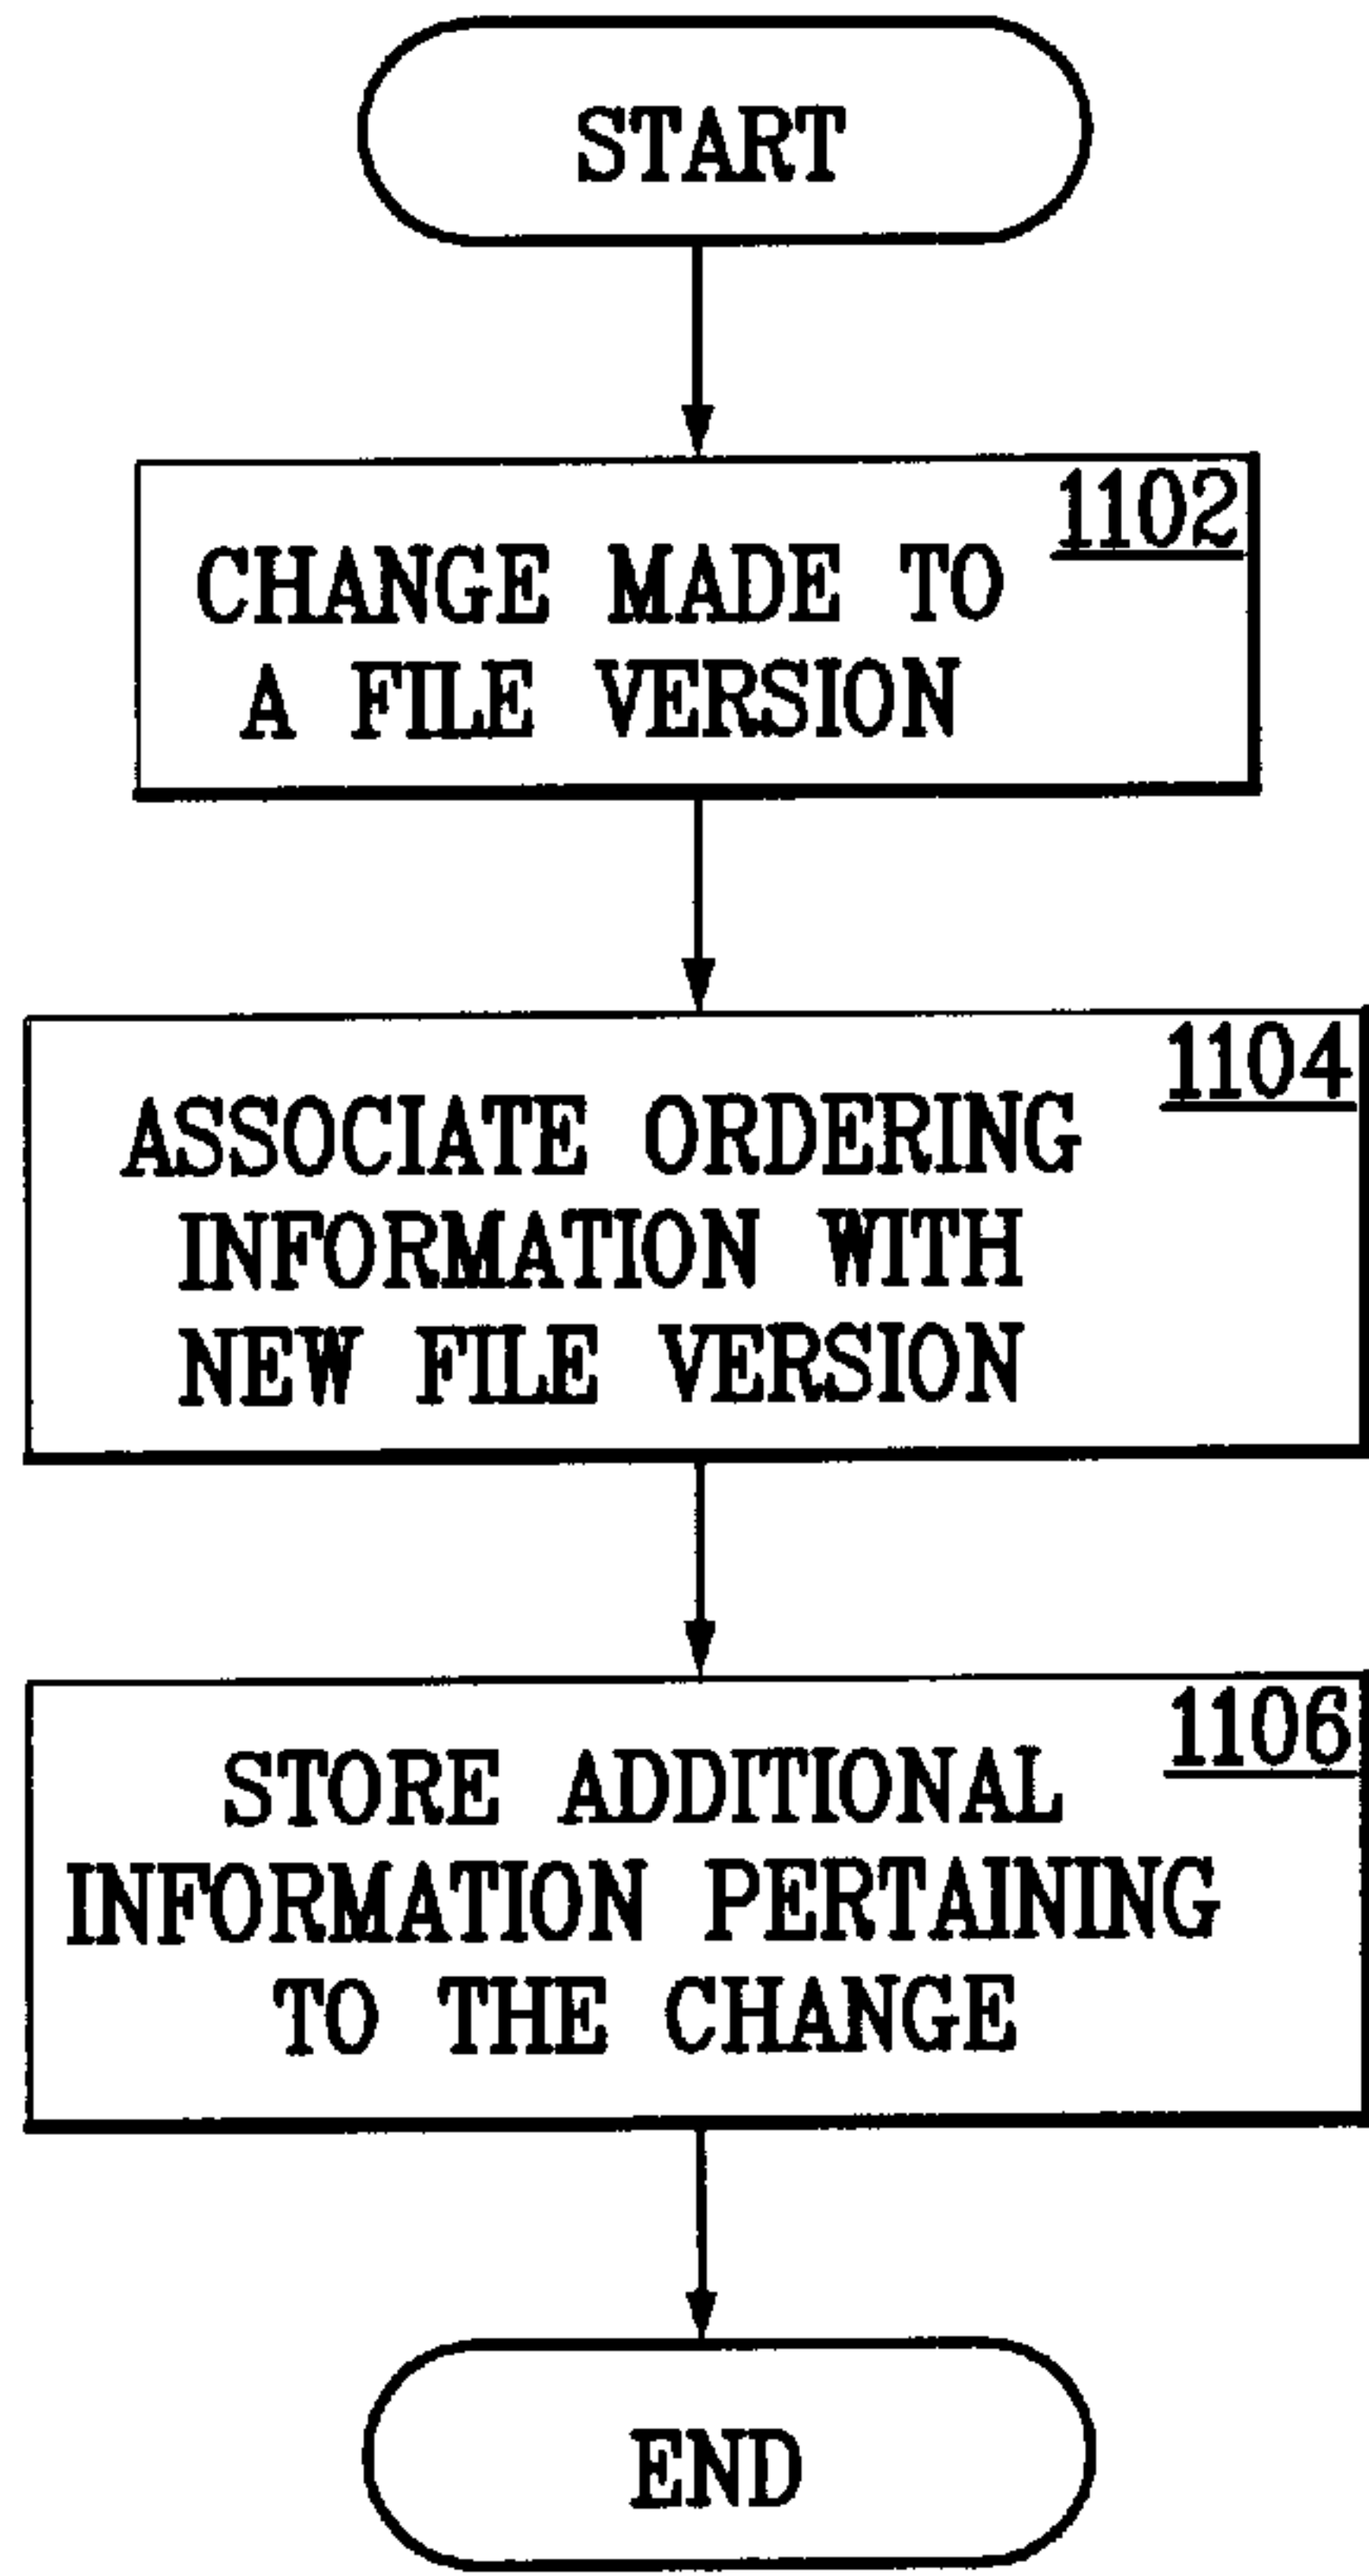 START
1102
CHANGE MADE TO
A FILE VERSION
1104
ASSOCIATE ORDERING
INFORMATION WITH
NEW FILE VERSION
1106
STORE ADDITIONAL
INFORMATION PERTAINING
TO THE CHANGE
END